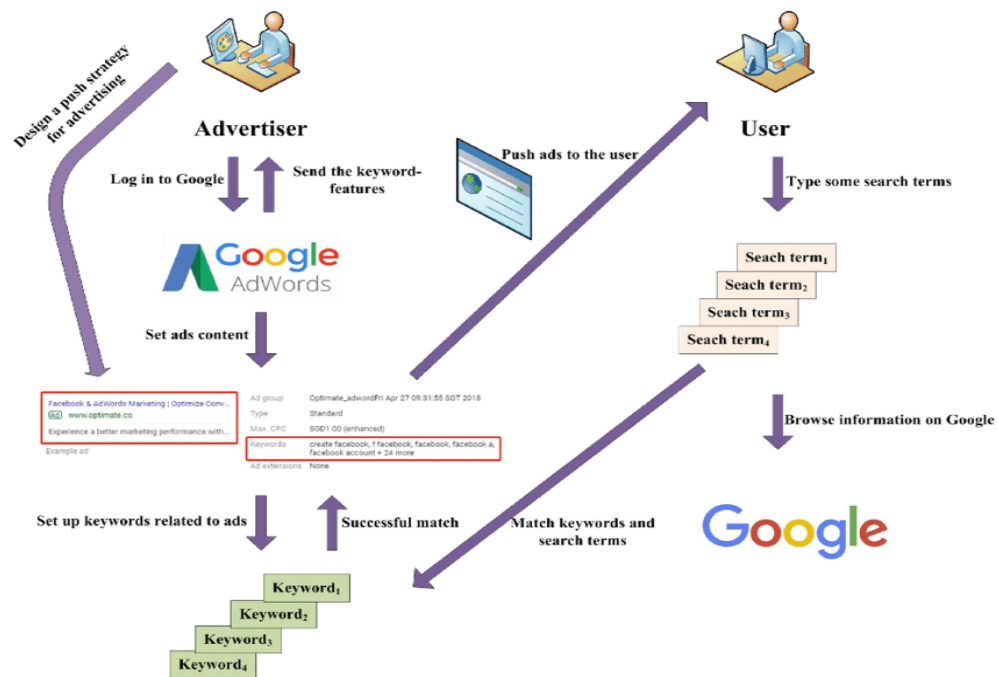 Design a push strategy
for advertising
Advertiser
User
Log in to Google
Send the keyword-
features
Push ads to the user
Type some search terms
Google
AdWords
Seach term1
Seach term2
Seach term3
Seach term4
Set ads content
Facebook & AdWords Marketing | Optimize Conv...
Ad www.optimate.co
Experience a better marketing performance with...
Example ad
Ad group Optimate_adwordFri Apr 27 09:31:55 SGT 2018
Type Standard
Max. CPC SGD1.00 (enhanced)
Keywords create facebook, f facebook, facebook, facebook a,
facebook account + 24 more
Ad extensions None
Browse information on Google
Set up keywords related to ads
Successful match
Match keywords and
search terms
Google
Keyword1
Keyword2
Keyword3
Keyword4